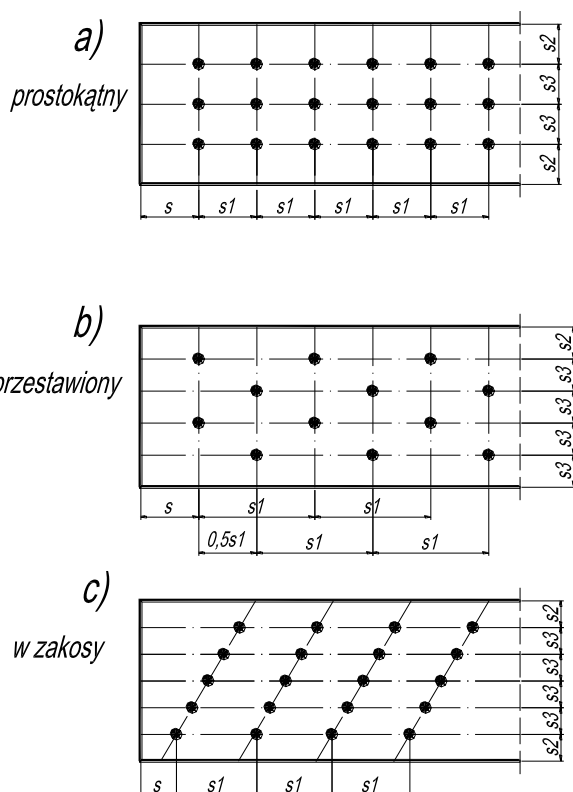 a)
prostokątny
s2
s3
s3
s2
s s1 s1 s1 s1 s1
b)
przestawiony
s2
s3
s3
s3
s3
s s1 s1
0,5s1 s1 s1
c)
w zakosy
s2
s3
s3
s3
s3
s2
s s1 s1 s1